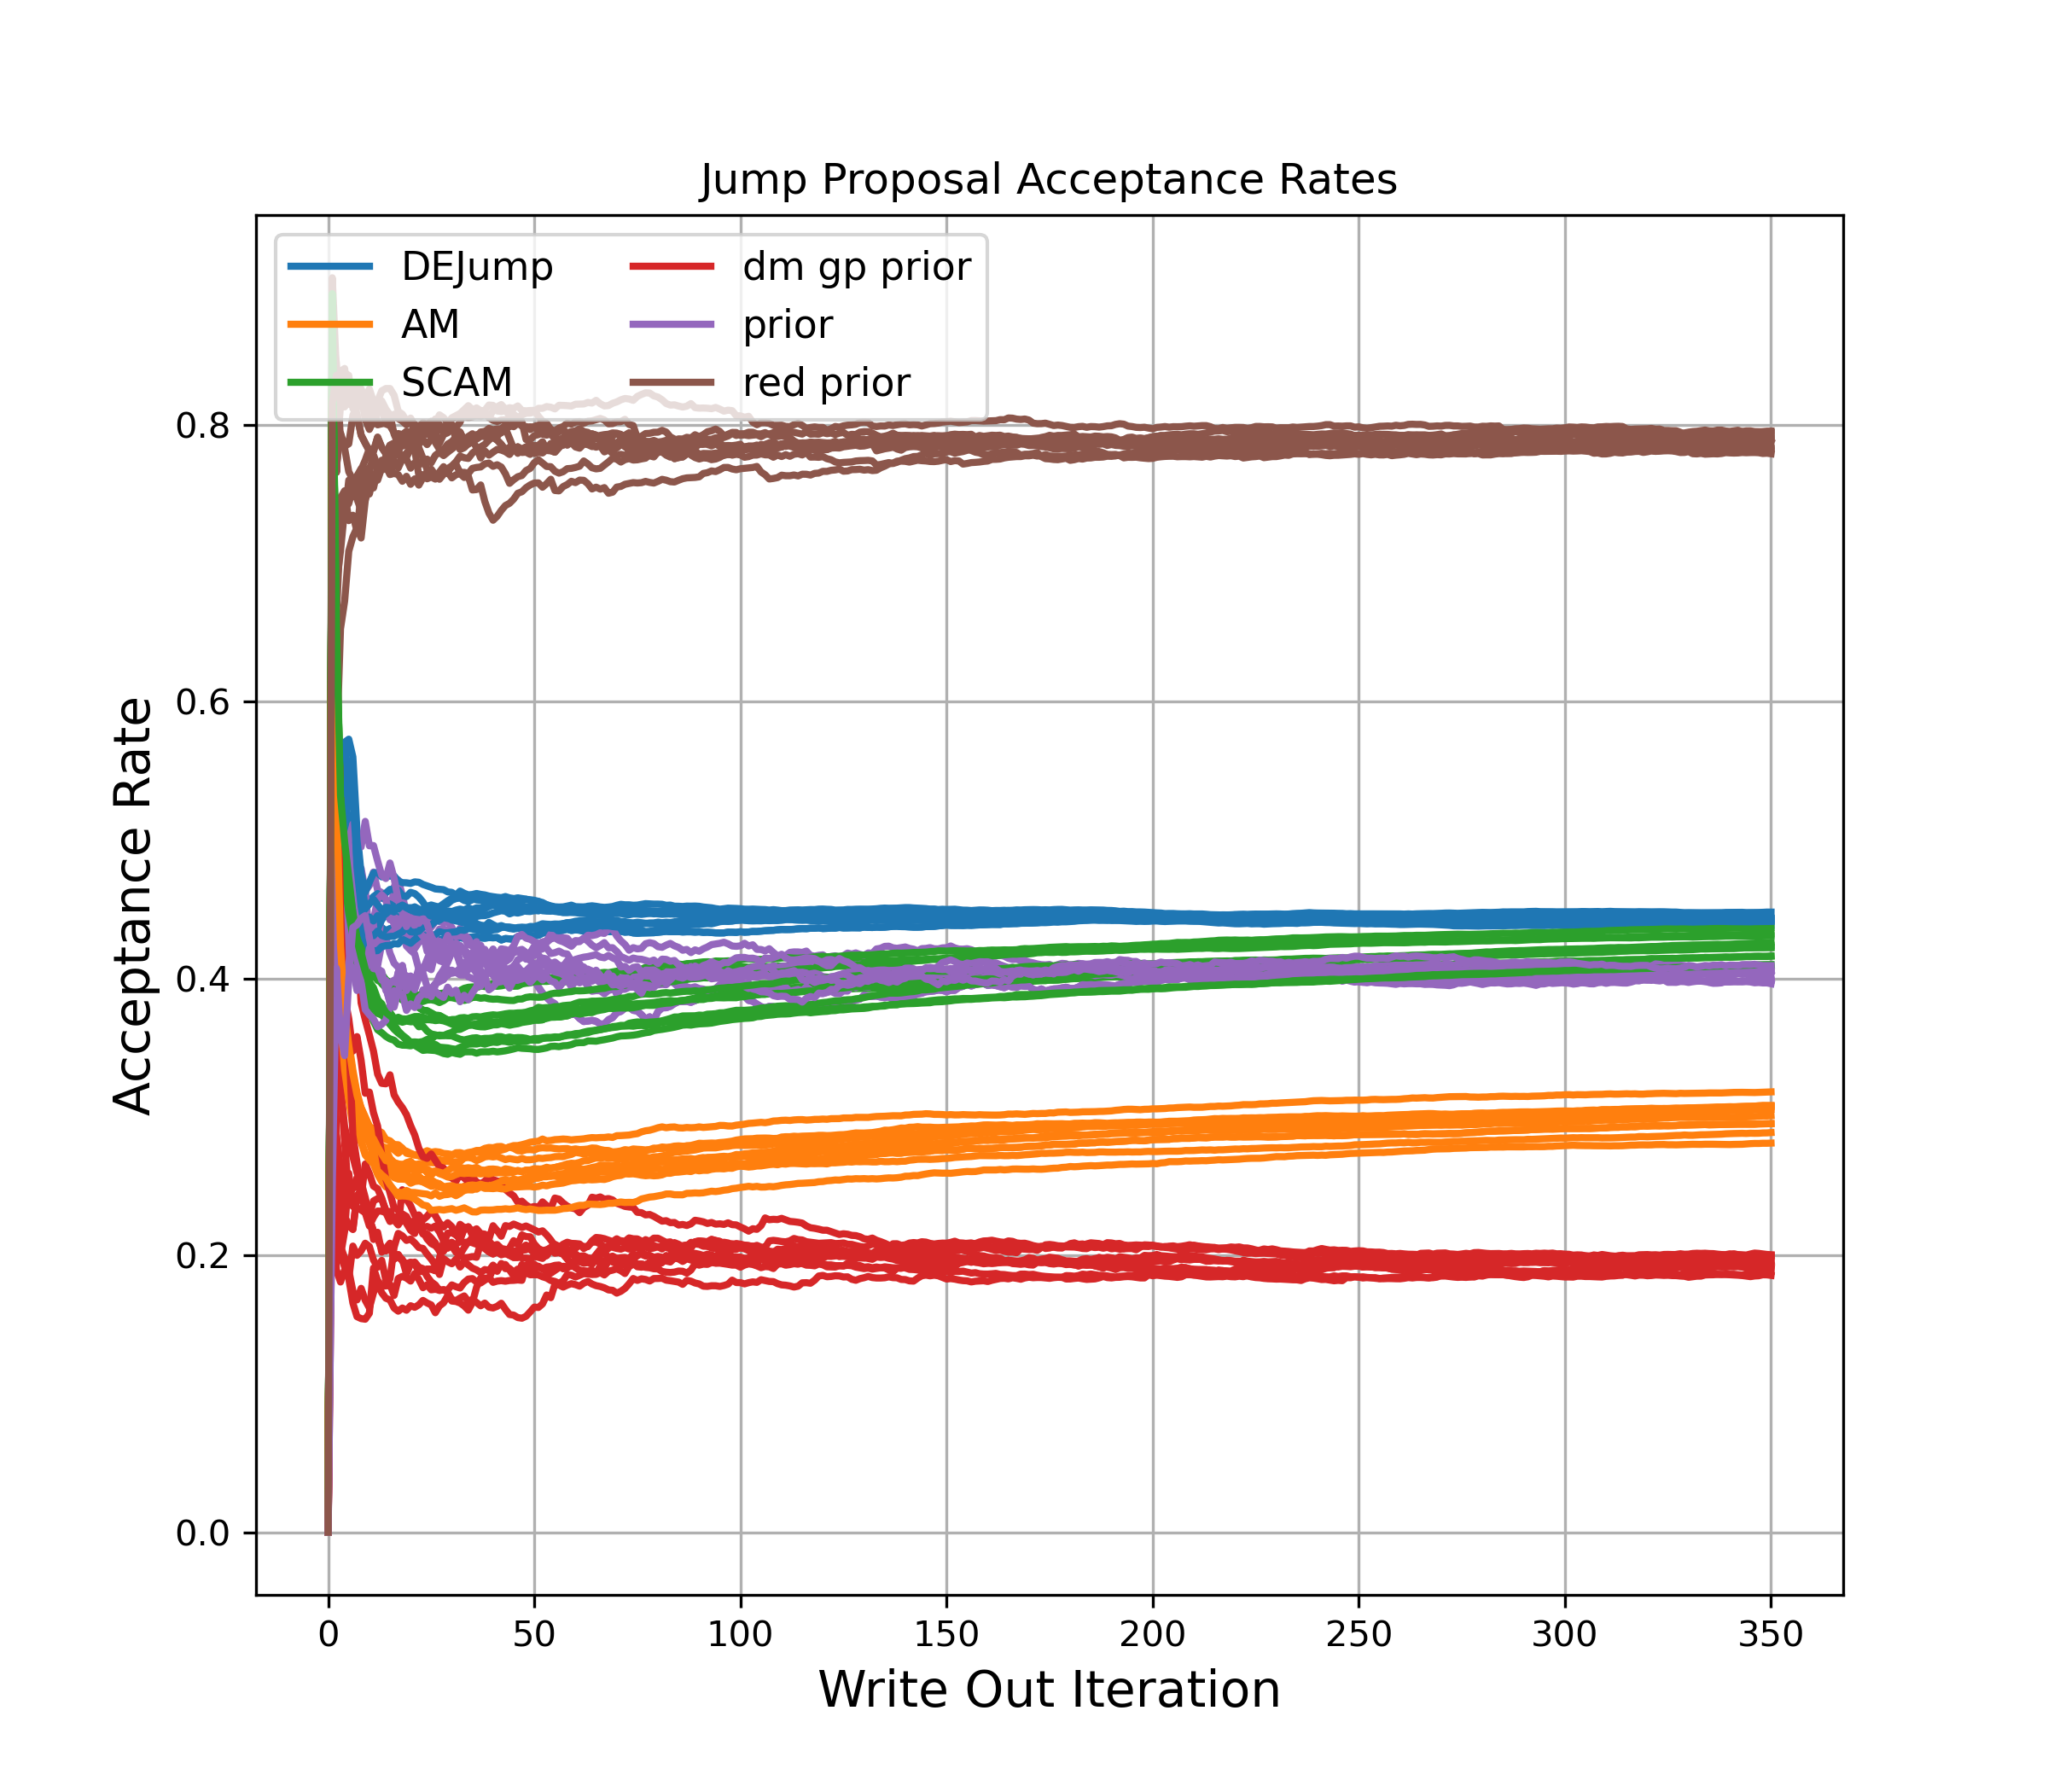 Jump Proposal Acceptance Rates
DEJump
AM
SCAM
dm gp prior
prior
red prior
Acceptance Rate
0.8
0.6
0.4
0.2
0.0
0 50 100 150 200 250 300 350
Write Out Iteration